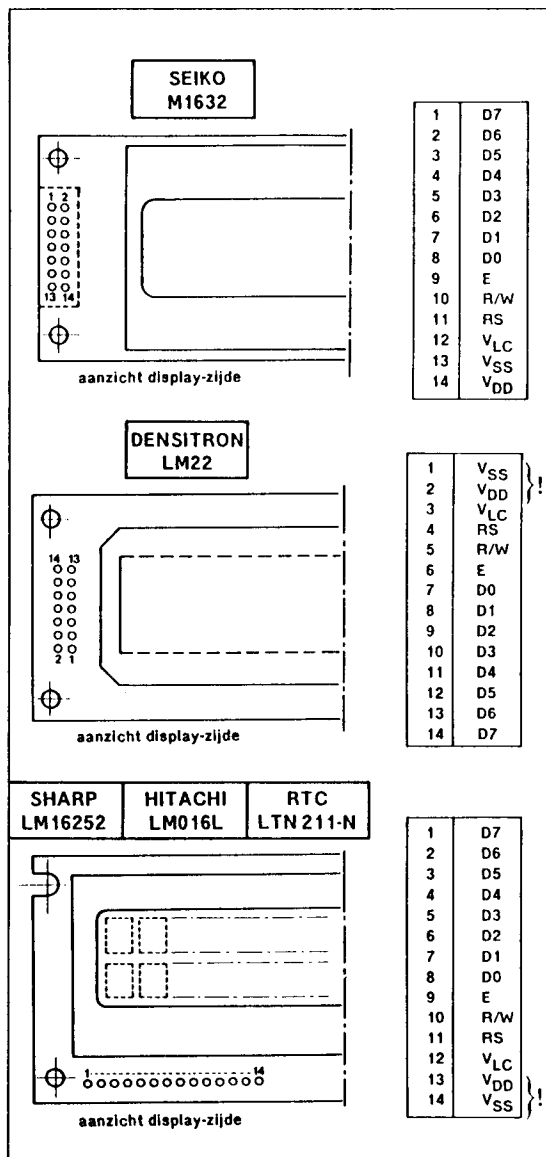 SEIKO
M1632
1 2
13 14
aanzicht display-zijde
1 D7
2 D6
3 D5
4 D4
5 D3
6 D2
7 D1
8 D0
9 E
10 R/W
11 RS
12 VLC
13 VSS
14 VDD
DENSITRON
LM22
14 13
2 1
aanzicht display-zijde
1 VSS
2 VDD } !
3 VLC
4 RS
5 R/W
6 E
7 D0
8 D1
9 D2
10 D3
11 D4
12 D5
13 D6
14 D7
SHARP
LM16252
HITACHI
LM016L
RTC
LTN 211-N
1 14
aanzicht display-zijde
1 D7
2 D6
3 D5
4 D4
5 D3
6 D2
7 D1
8 D0
9 E
10 R/W
11 RS
12 VLC
13 VDD
14 VSS } !